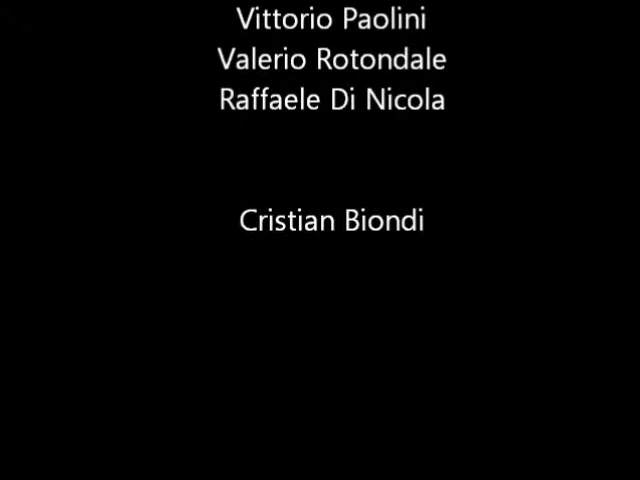 Vittorio Paolini
Valerio Rotondale
Raffaele Di Nicola
Cristian Biondi